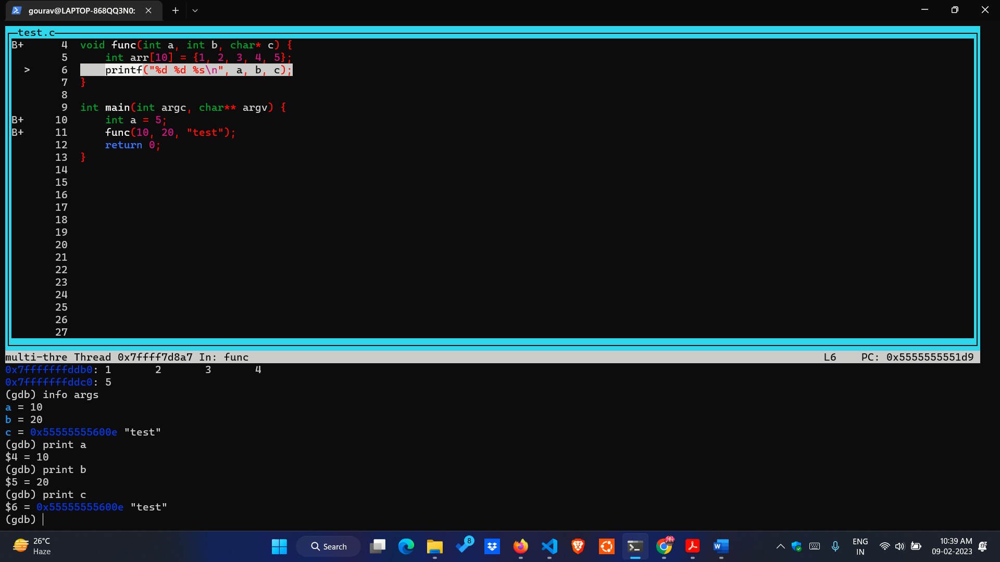 gourav@LAPTOP-868QQ3N0:
test.c
B+ 4 void func(int a, int b, char* c) {
5 int arr[10] = {1, 2, 3, 4, 5};
> 6 printf("%d %d %s\n", a, b, c);
7 }
8
9 int main(int argc, char** argv) {
B+ 10 int a = 5;
B+ 11 func(10, 20, "test");
12 return 0;
13 }
14
15
16
17
18
19
20
21
22
23
24
25
26
27
multi-thre Thread 0x7ffff7d8a7 In: func L6 PC: 0x5555555551d9
0x7fffffffddb0: 1 2 3 4
0x7fffffffddc0: 5
(gdb) info args
a = 10
b = 20
c = 0x55555555600e "test"
(gdb) print a
$4 = 10
(gdb) print b
$5 = 20
(gdb) print c
$6 = 0x55555555600e "test"
(gdb)
26°C
Haze
Search
8
ENG
IN
10:39 AM
09-02-2023